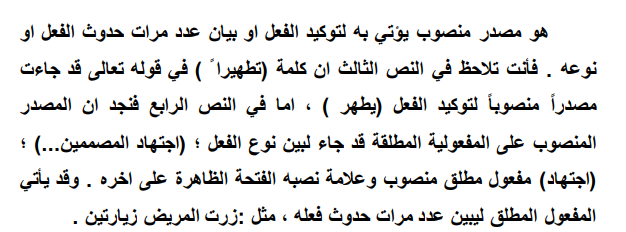 هو مصدر منصوب يؤتي به لتوكيد الفعل او بيان عدد مرات حدوث الفعل او
نوعه . فأنت تلاحظ في النص الثالث ان كلمة (تطهيرا ً ) في قوله تعالى قد جاءت
مصدراً منصوباً لتوكيد الفعل (يطهر ) ، اما في النص الرابع فنجد ان المصدر
المنصوب على المفعولية المطلقة قد جاء لبين نوع الفعل ؛ (اجتهاد المصممين...) ؛
(اجتهاد) مفعول مطلق منصوب وعلامة نصبه الفتحة الظاهرة على اخره . وقد يأتي
المفعول المطلق ليبين عدد مرات حدوث فعله ، مثل :زرت المريض زيارتين .